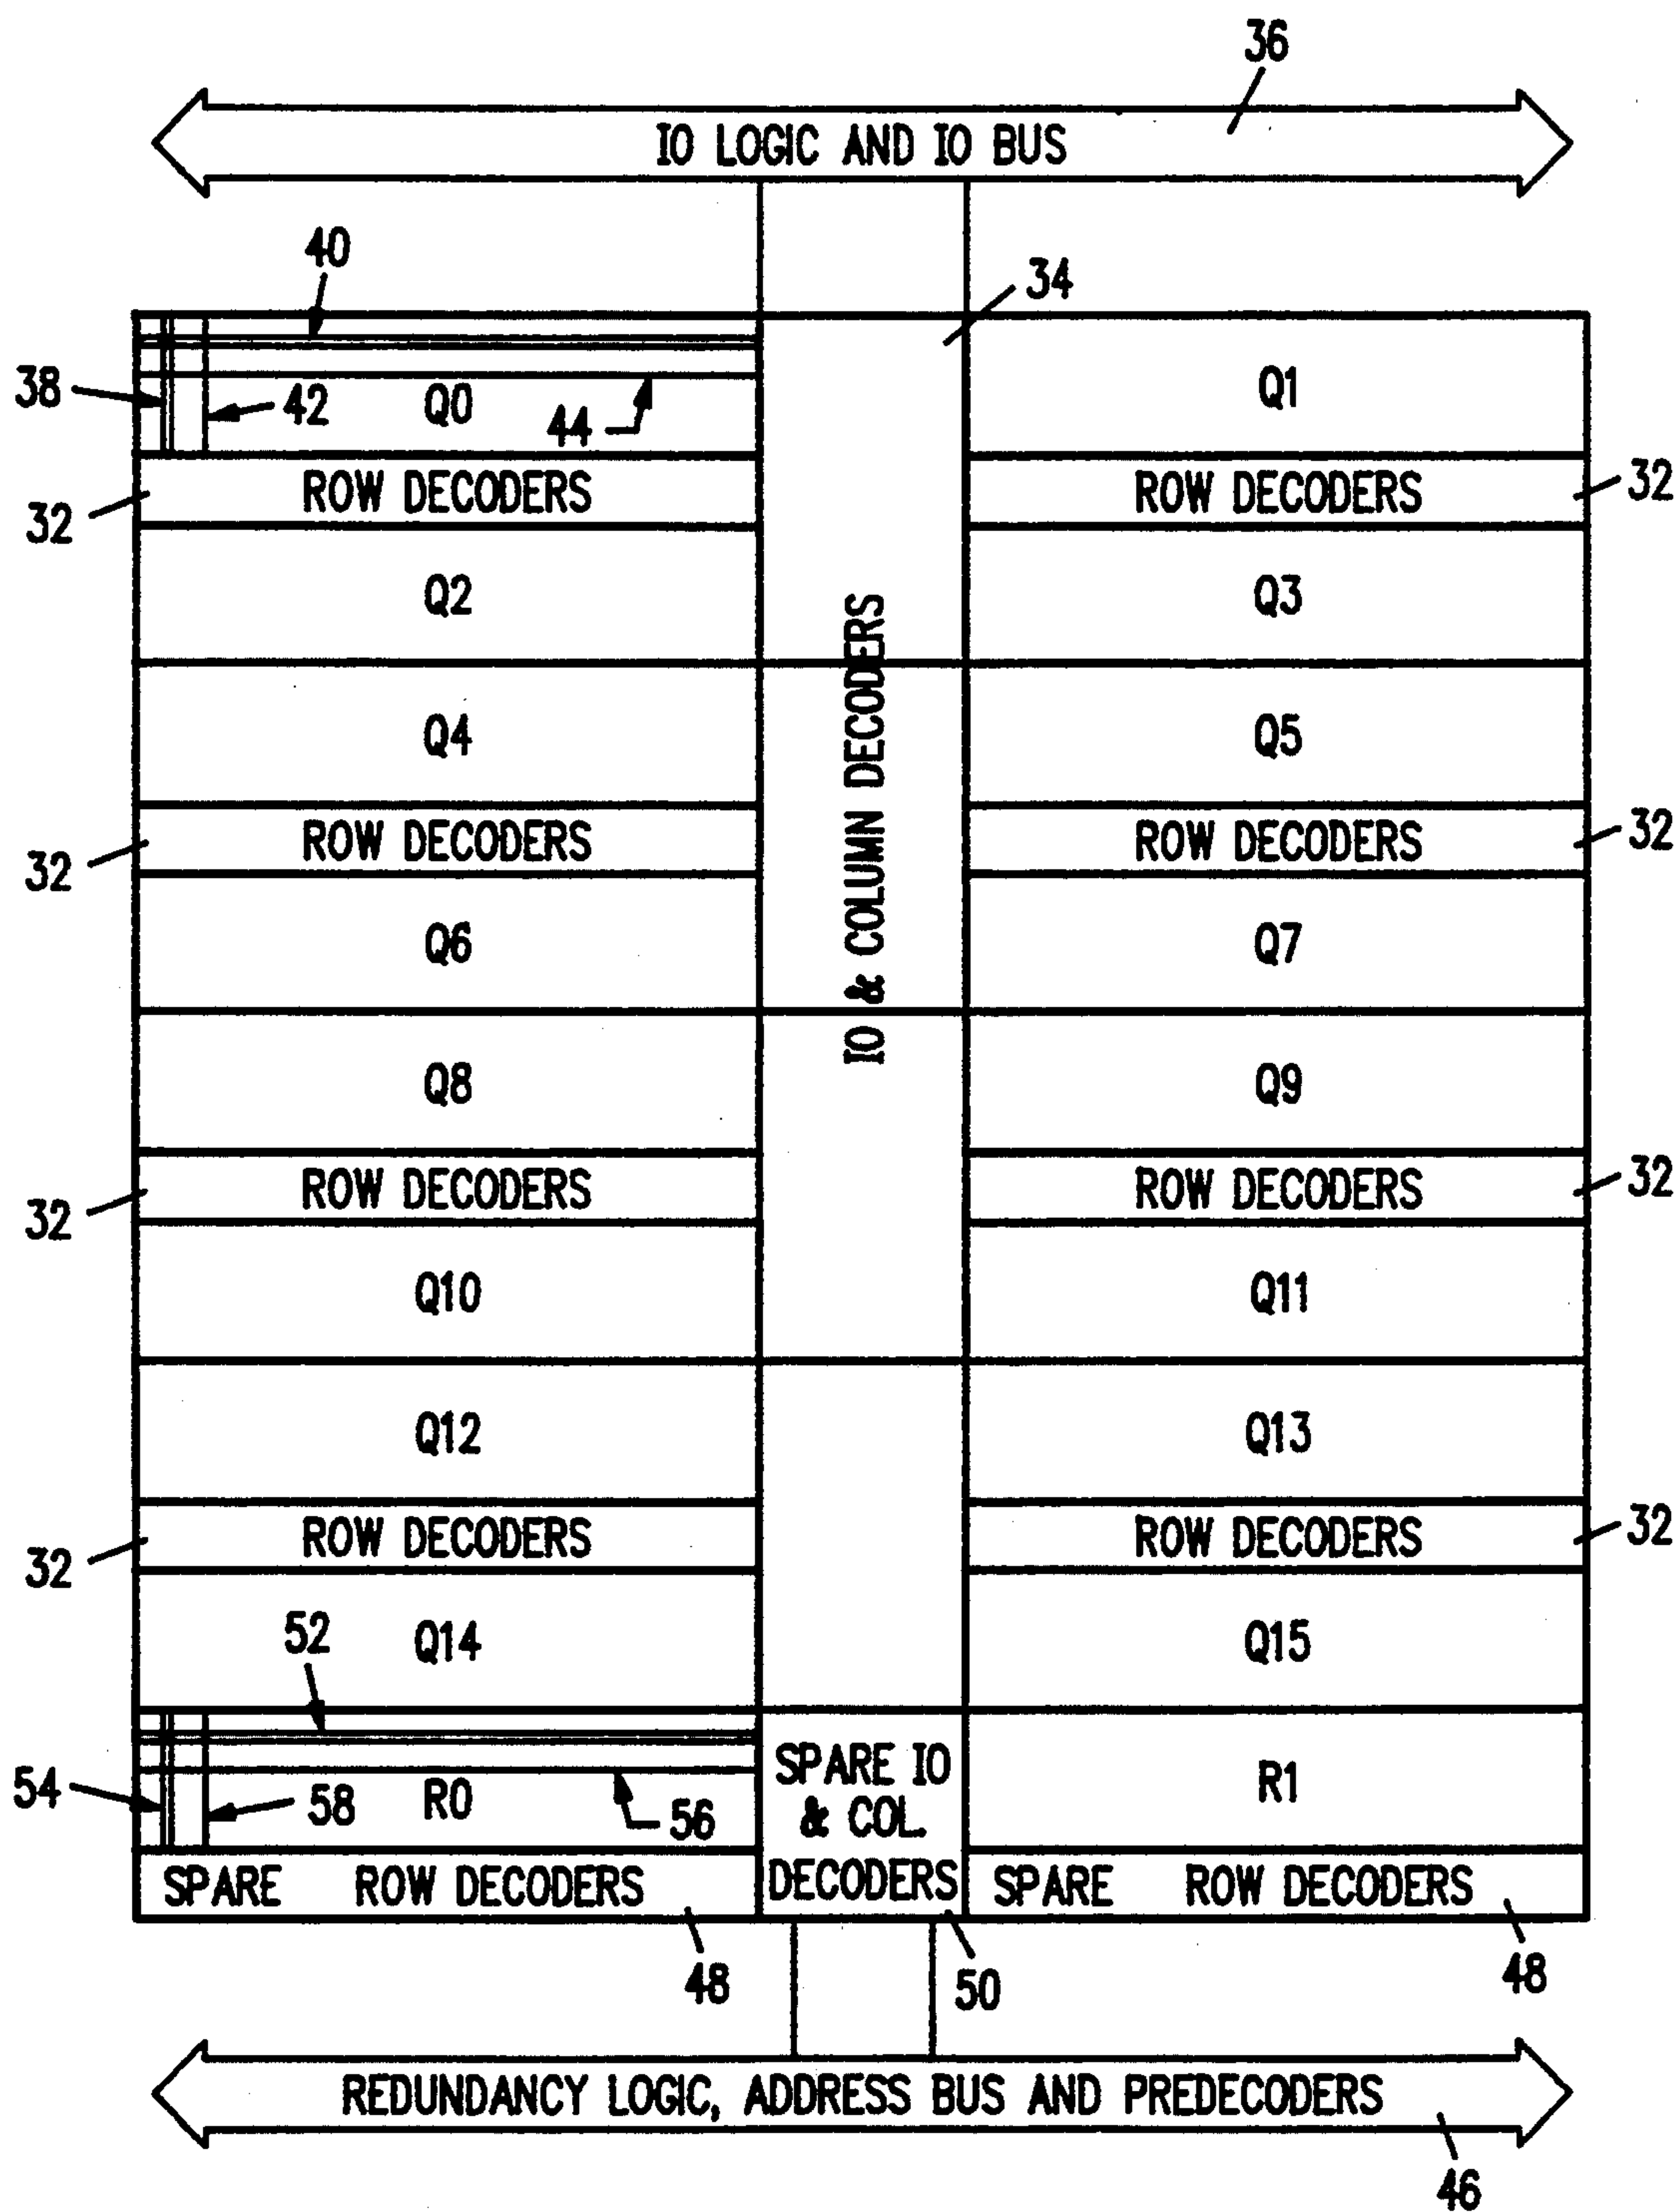 36
IO LOGIC AND IO BUS
40
34
38
42
Q0
44
Q1
32
ROW DECODERS
ROW DECODERS
32
Q2
Q3
IO & COLUMN DECODERS
Q4
Q5
32
ROW DECODERS
ROW DECODERS
32
Q6
Q7
Q8
Q9
32
ROW DECODERS
ROW DECODERS
32
Q10
Q11
Q12
Q13
32
ROW DECODERS
ROW DECODERS
32
52
Q14
Q15
54
58
R0
56
SPARE IO
& COL.
DECODERS
R1
SPARE ROW DECODERS
SPARE ROW DECODERS
48
50
48
REDUNDANCY LOGIC, ADDRESS BUS AND PREDECODERS
46